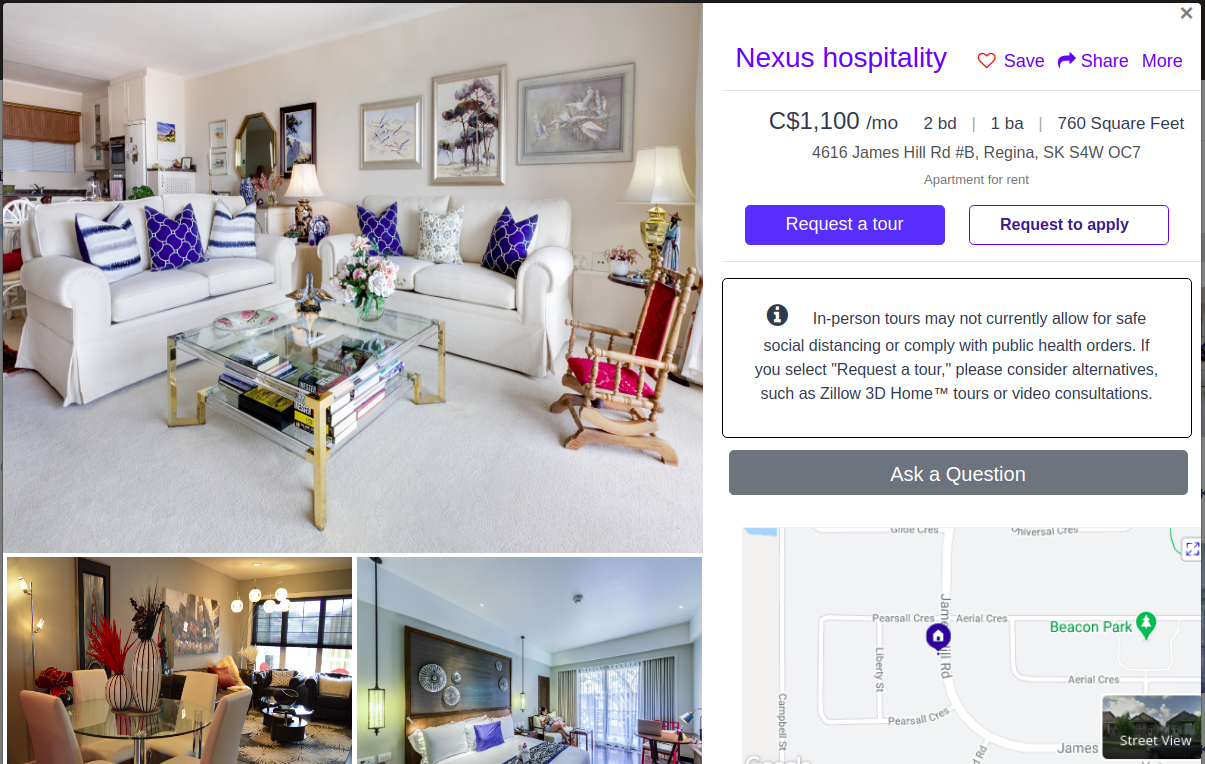 ×
Nexus hospitality
Save Share More
C$1,100 /mo 2 bd | 1 ba | 760 Square Feet
4616 James Hill Rd #B, Regina, SK S4W OC7
Apartment for rent
Request a tour
Request to apply
In-person tours may not currently allow for safe
social distancing or comply with public health orders. If
you select "Request a tour," please consider alternatives,
such as Zillow 3D Home™ tours or video consultations.
Ask a Question
Gilde Cres
Universal Cres
Pearsall Cres
Aerial Cres
Beacon Park
Liberty St
Aerial Cres
Pearsall Cres
Campbell St
James
Street View
Google